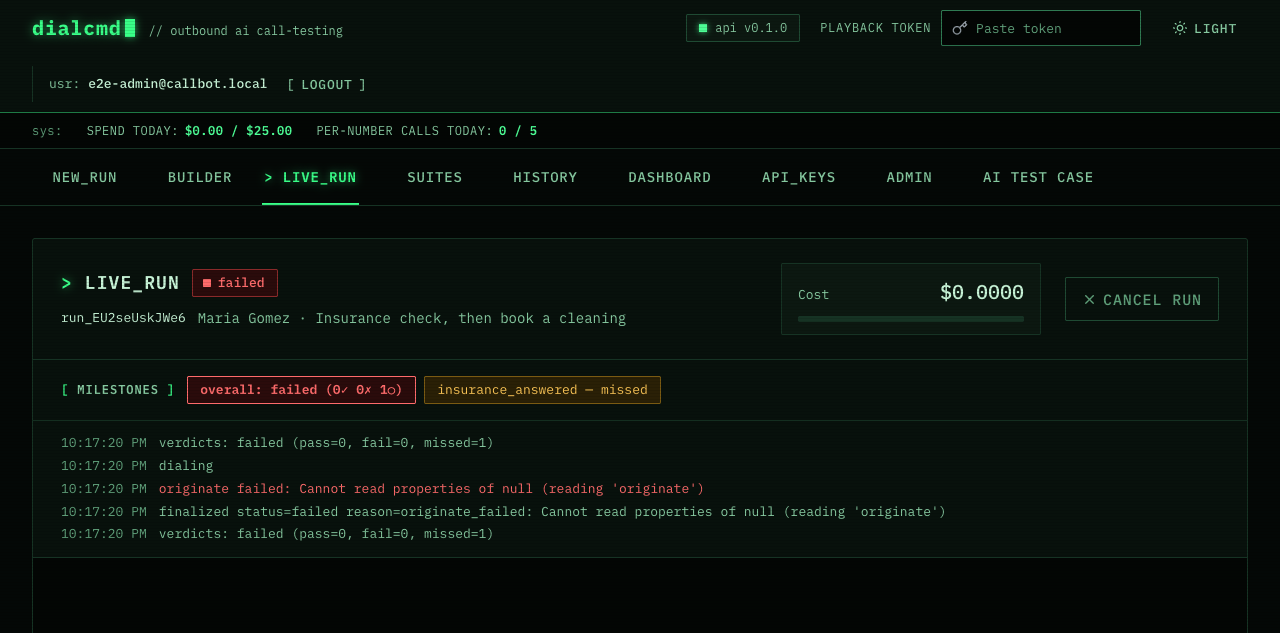 dialcmd // outbound ai call-testing
api v0.1.0 PLAYBACK TOKEN Paste token LIGHT
usr: e2e-admin@callbot.local [ LOGOUT ]
sys: SPEND TODAY: $0.00 / $25.00 PER-NUMBER CALLS TODAY: 0 / 5
NEW_RUN BUILDER > LIVE_RUN SUITES HISTORY DASHBOARD API_KEYS ADMIN AI TEST CASE
> LIVE_RUN failed
run_EU2seUskJWe6 Maria Gomez · Insurance check, then book a cleaning
Cost $0.0000
✕ CANCEL RUN
[ MILESTONES ] overall: failed (0✓ 0✗ 1○) insurance_answered — missed
10:17:20 PM verdicts: failed (pass=0, fail=0, missed=1)
10:17:20 PM dialing
10:17:20 PM originate failed: Cannot read properties of null (reading 'originate')
10:17:20 PM finalized status=failed reason=originate_failed: Cannot read properties of null (reading 'originate')
10:17:20 PM verdicts: failed (pass=0, fail=0, missed=1)